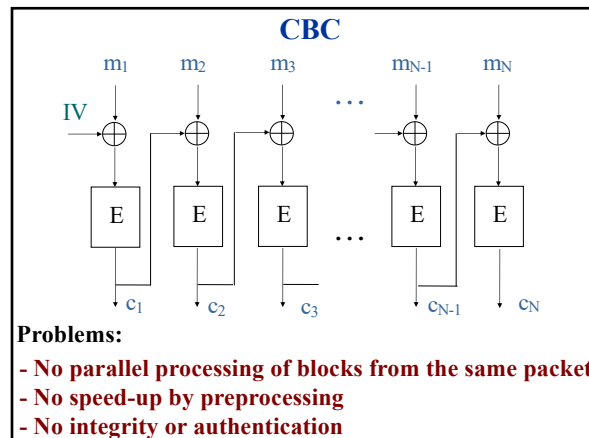 CBC
m1 m2 m3 ... mN-1 mN
IV
E E E ... E E
c1 c2 c3 cN-1 cN
Problems:
- No parallel processing of blocks from the same packet
- No speed-up by preprocessing
- No integrity or authentication